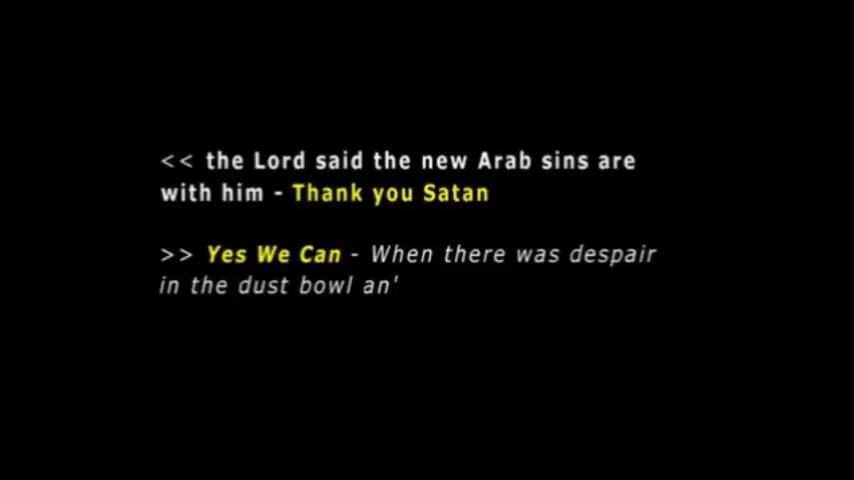 << the Lord said the new Arab sins are
with him - Thank you Satan
>> Yes We Can - When there was despair
in the dust bowl an'